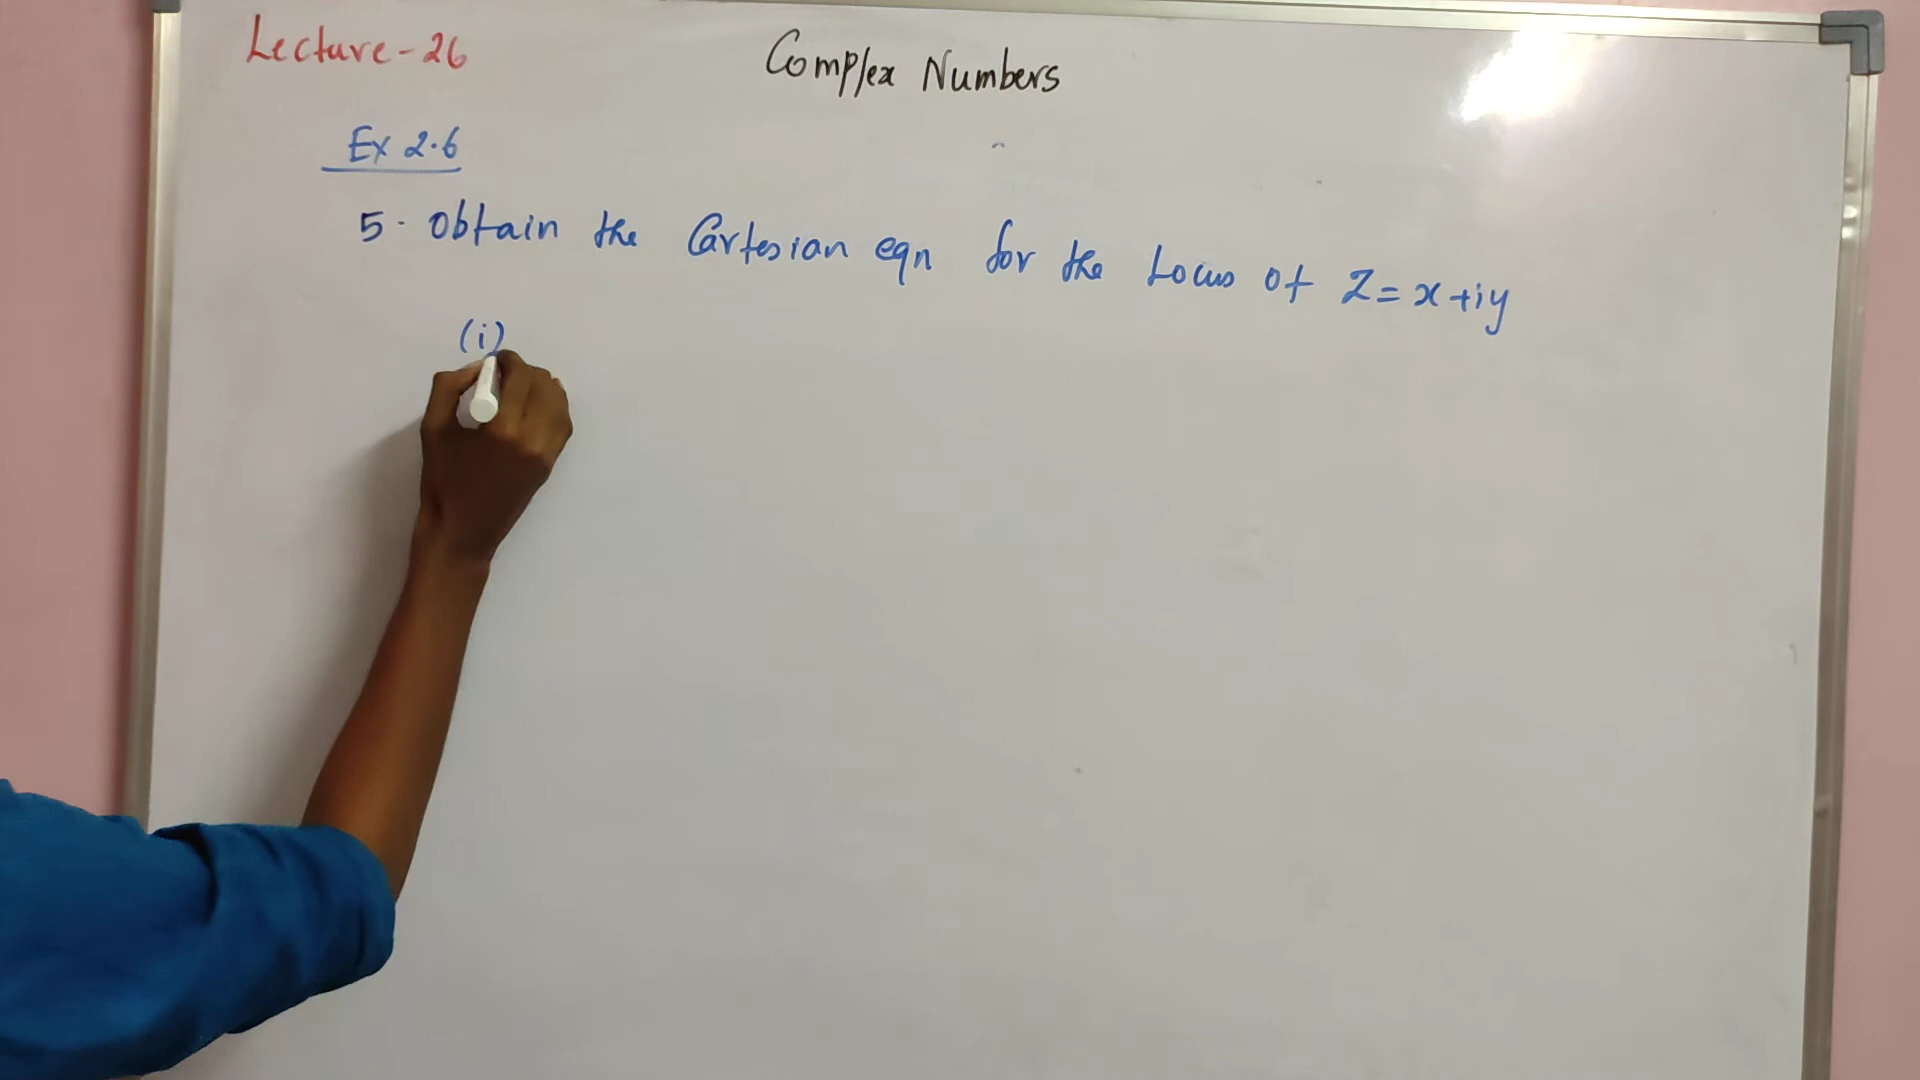 Lecture-26
Complex Numbers
Ex 2.6
5. Obtain the Cartesian eqn for the Locus of Z=x+iy
(i)